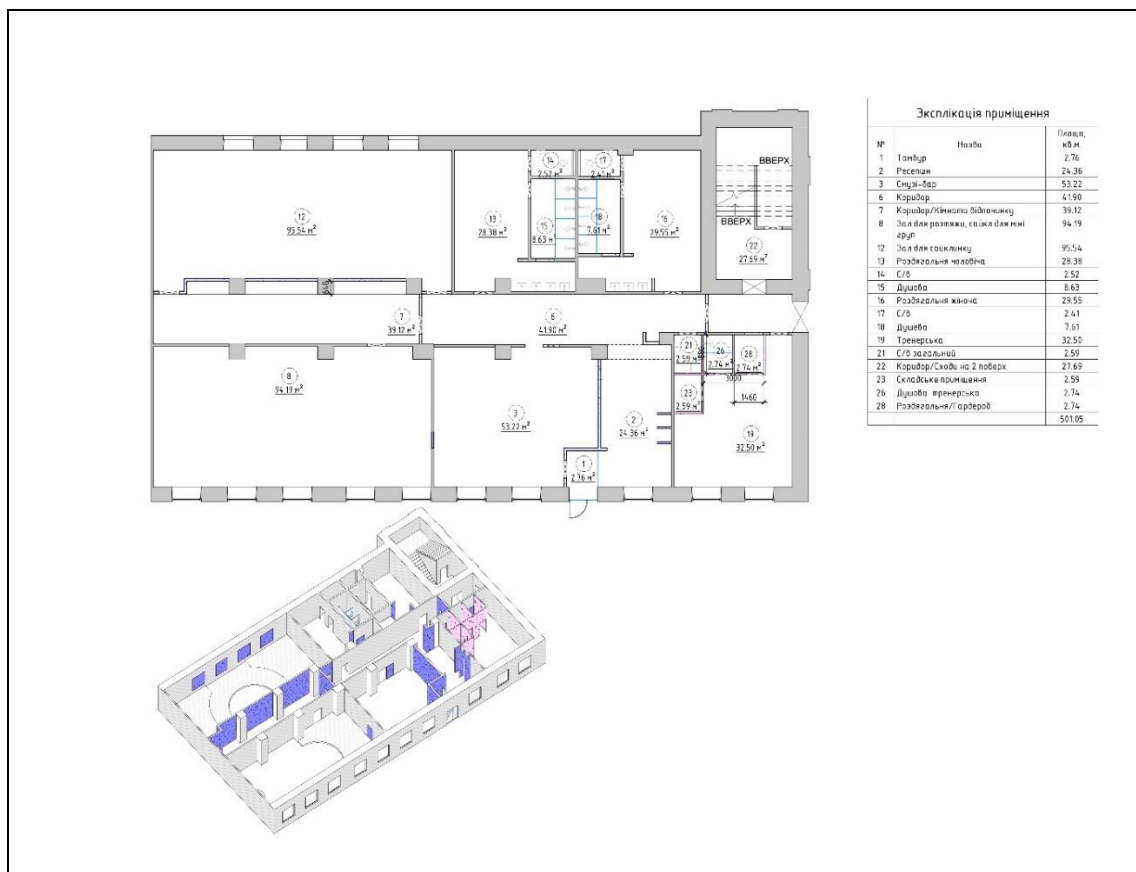 Эксплікація приміщення
№ Назва Площа,
кв.м.
1 Тамбур 2.76
2 Ресепшн 24.36
3 Смузі-бар 53.22
6 Коридор 41.90
7 Коридор/Кімната відпочинку 39.12
8 Зал для розтяжки, сайкл для міні 94.19
груп
12 Зал для сайклінку 95.54
13 Роздягальня чоловіча 28.38
14 С/в 2.52
15 Душева 8.63
16 Роздягальня жіноча 29.55
17 С/в 2.41
18 Душева 7.61
19 Тренерська 32.50
21 С/в загальний 2.59
22 Коридор/Сходи на 2 поверх 27.69
23 Складське приміщення 2.59
26 Душова тренерська 2.74
28 Роздягальня/Гардероб 2.74
501.05
ВВЕРХ
ВВЕРХ
14
2.52 м²
17
2.41 м²
12
95.54 м²
13
28.38 м²
15
8.63 м²
18
7.61 м²
16
29.55 м²
22
27.69 м²
640
7
39.12 м²
6
41.90 м²
21
2.59 м²
26
2.74 м²
28
2.74 м²
3000
1460
23
2.59 м²
8
94.19 м²
3
53.22 м²
2
24.36 м²
19
32.50 м²
1
2.76 м²